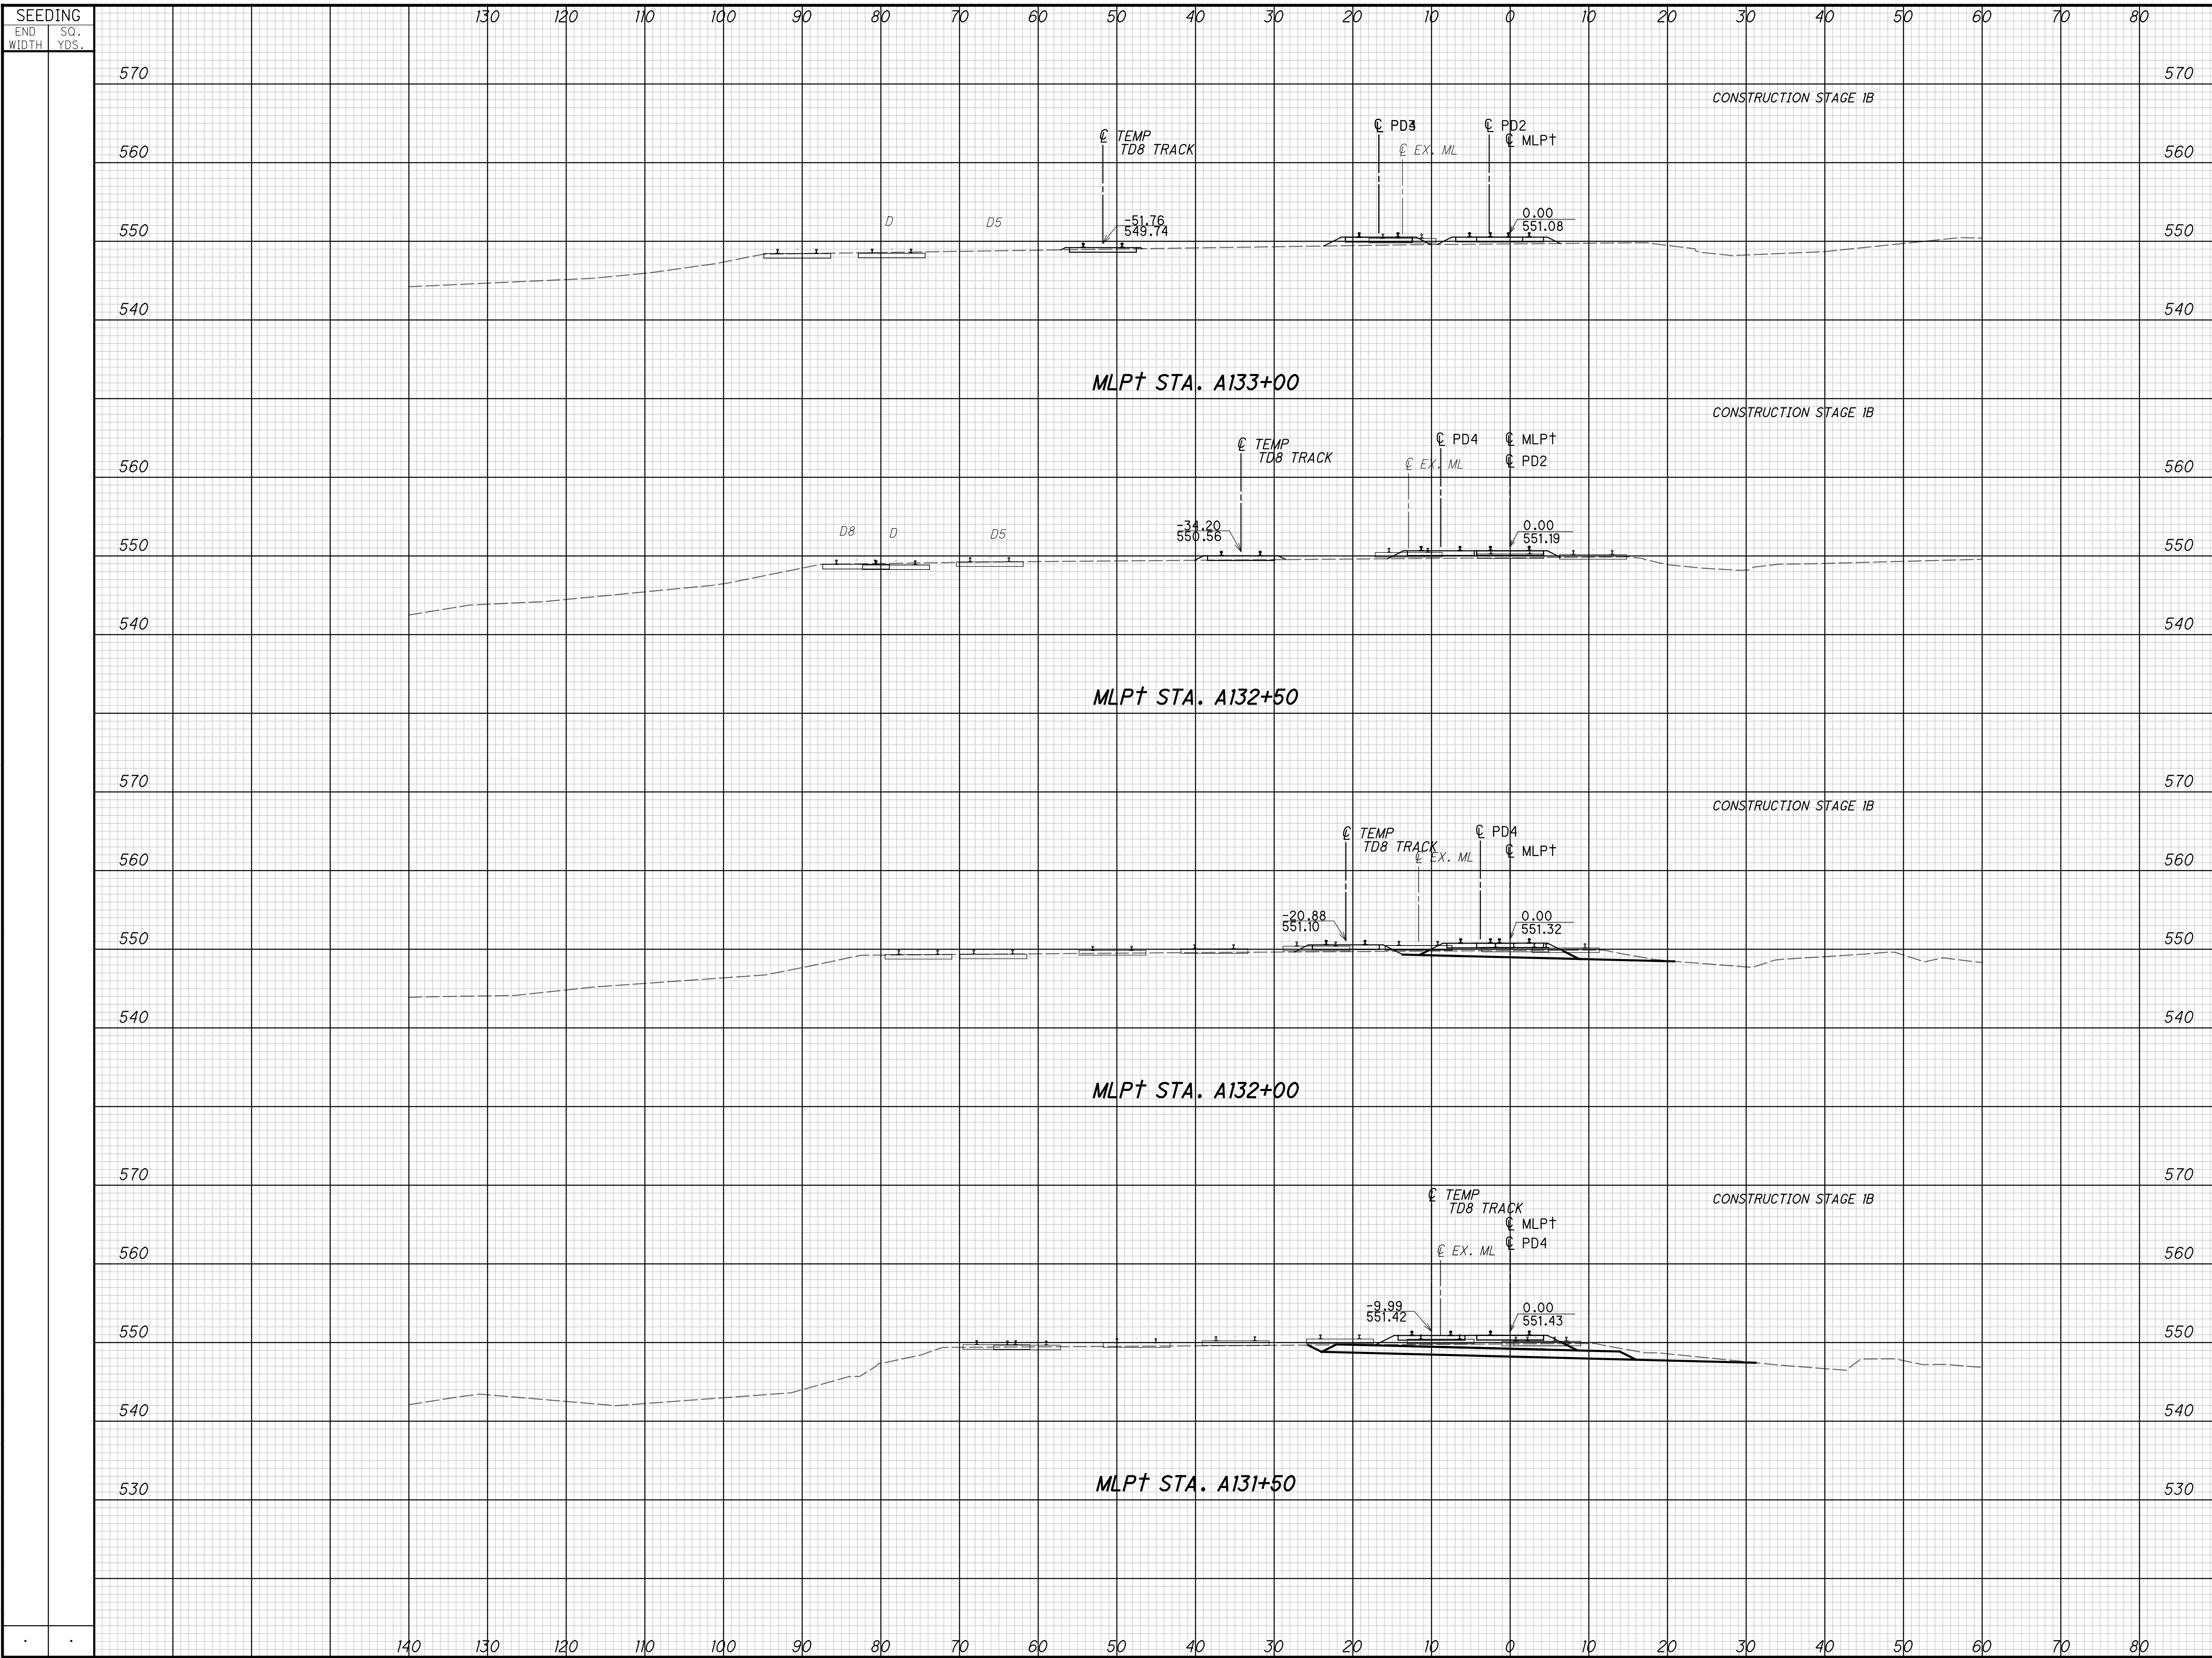 SEEDING
END WIDTH SQ. YDS.
130 120 110 100 90 80 70 60 50 40 30 20 10 0 10 20 30 40 50 60 70 80
570 570
CONSTRUCTION STAGE 1B
℄ TEMP TD8 TRACK
℄ PD2
℄ MLP†
℄ EX. ML
560 560
D D5
-51.76
549.74
0.00
551.08
550 550
540 540
MLP† STA. A133+00
CONSTRUCTION STAGE 1B
℄ TEMP TD8 TRACK
℄ PD4
℄ MLP†
℄ EX. ML
℄ PD2
560 560
D8 D D5
-34.20
550.56
0.00
551.19
550 550
540 540
MLP† STA. A132+50
570 570
CONSTRUCTION STAGE 1B
℄ TEMP TD8 TRACK
℄ PD4
℄ EX. ML
℄ MLP†
560 560
-20.88
551.10
0.00
551.32
550 550
540 540
MLP† STA. A132+00
570 570
CONSTRUCTION STAGE 1B
℄ TEMP TD8 TRACK
℄ MLP†
℄ EX. ML
℄ PD4
560 560
-9.99
551.42
0.00
551.43
550 550
540 540
MLP† STA. A131+50
530 530
140 130 120 110 100 90 80 70 60 50 40 30 20 10 0 10 20 30 40 50 60 70 80